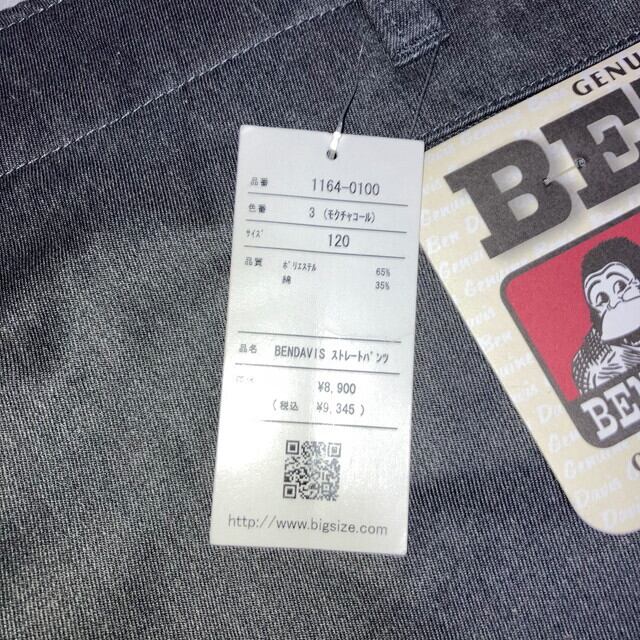 品番 1164-0100
色番 3 (モクチャコール)
サイズ 120
品質 ポリエステル 65%
綿 35%
品名 BENDAVIS ストレートパンツ
¥8,900
(税込 ¥9,345)
http://www.bigsize.com
GENU
BE
BEN